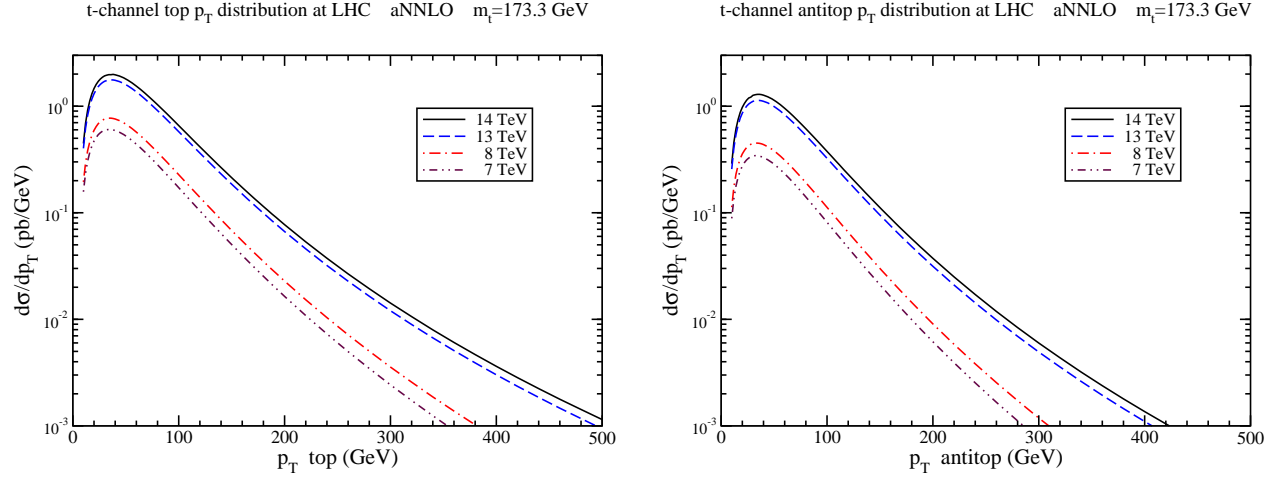 t-channel top p_T distribution at LHC aNNLO m_t=173.3 GeV
10^0
10^-1
10^-2
10^-3
dσ/dp_T (pb/GeV)
14 TeV
13 TeV
8 TeV
7 TeV
0 100 200 300 400 500
p_T top (GeV)
t-channel antitop p_T distribution at LHC aNNLO m_t=173.3 GeV
10^0
10^-1
10^-2
10^-3
dσ/dp_T (pb/GeV)
14 TeV
13 TeV
8 TeV
7 TeV
0 100 200 300 400 500
p_T antitop (GeV)